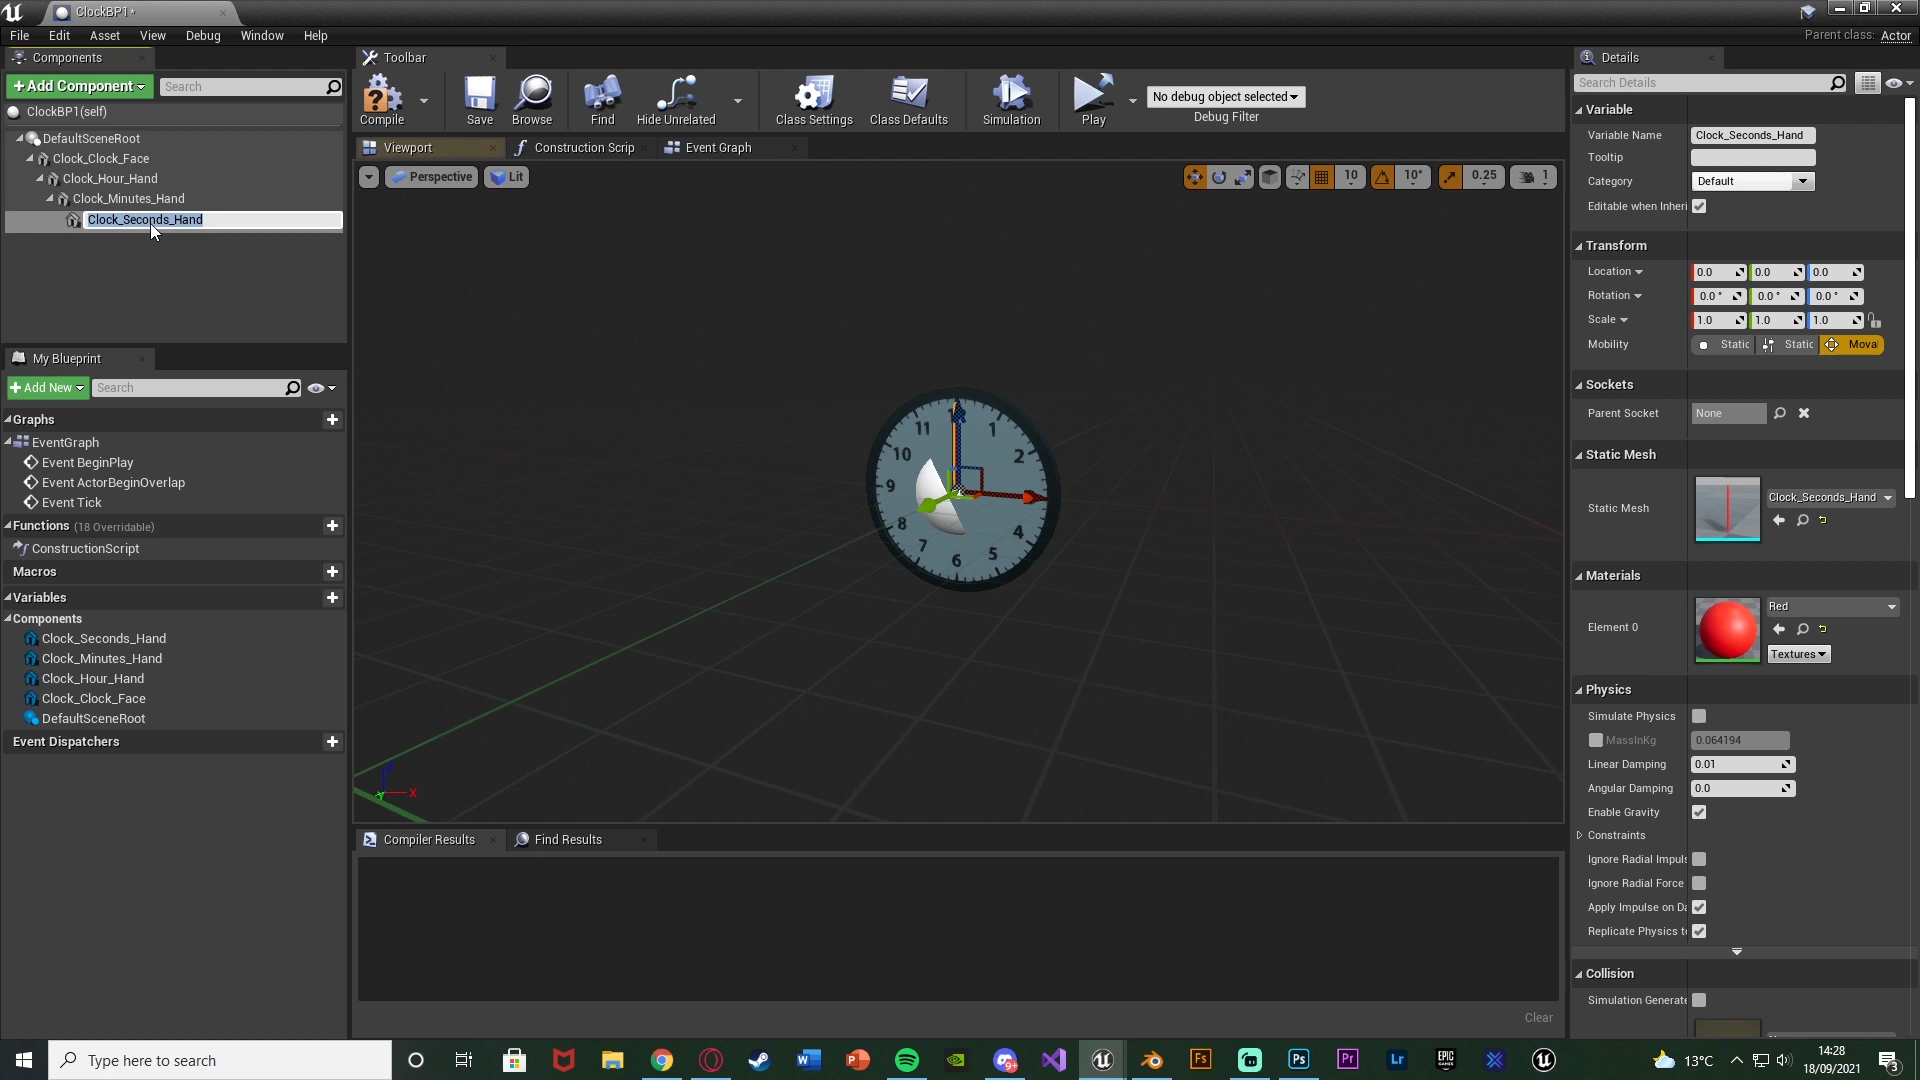 ClockBP1*
File Edit Asset View Debug Window Help
Parent class: Actor
Components
+Add Component
Search
ClockBP1(self)
DefaultSceneRoot
Clock_Clock_Face
Clock_Hour_Hand
Clock_Minutes_Hand
Clock_Seconds_Hand
My Blueprint
+Add New
Search
Graphs
EventGraph
Event BeginPlay
Event ActorBeginOverlap
Event Tick
Functions (18 Overridable)
ConstructionScript
Macros
Variables
Components
Clock_Seconds_Hand
Clock_Minutes_Hand
Clock_Hour_Hand
Clock_Clock_Face
DefaultSceneRoot
Event Dispatchers
Toolbar
Compile Save Browse Find Hide Unrelated Class Settings Class Defaults Simulation Play
No debug object selected
Debug Filter
Viewport Construction Scrip Event Graph
Perspective Lit
10 10° 0.25 1
11 1
10 2
9
8 4
7 6 5
X
Compiler Results Find Results
Clear
Details
Search Details
Variable
Variable Name Clock_Seconds_Hand
Tooltip
Category Default
Editable when Inheri
Transform
Location 0.0 0.0 0.0
Rotation 0.0 ° 0.0 ° 0.0 °
Scale 1.0 1.0 1.0
Mobility Static Static Moval
Sockets
Parent Socket None
Static Mesh
Static Mesh Clock_Seconds_Hand
Materials
Element 0 Red
Textures
Physics
Simulate Physics
MassInKg 0.064194
Linear Damping 0.01
Angular Damping 0.0
Enable Gravity
Constraints
Ignore Radial Impuls
Ignore Radial Force
Apply Impulse on Da
Replicate Physics to
Collision
Simulation Generate
Type here to search
13°C
14:28
18/09/2021